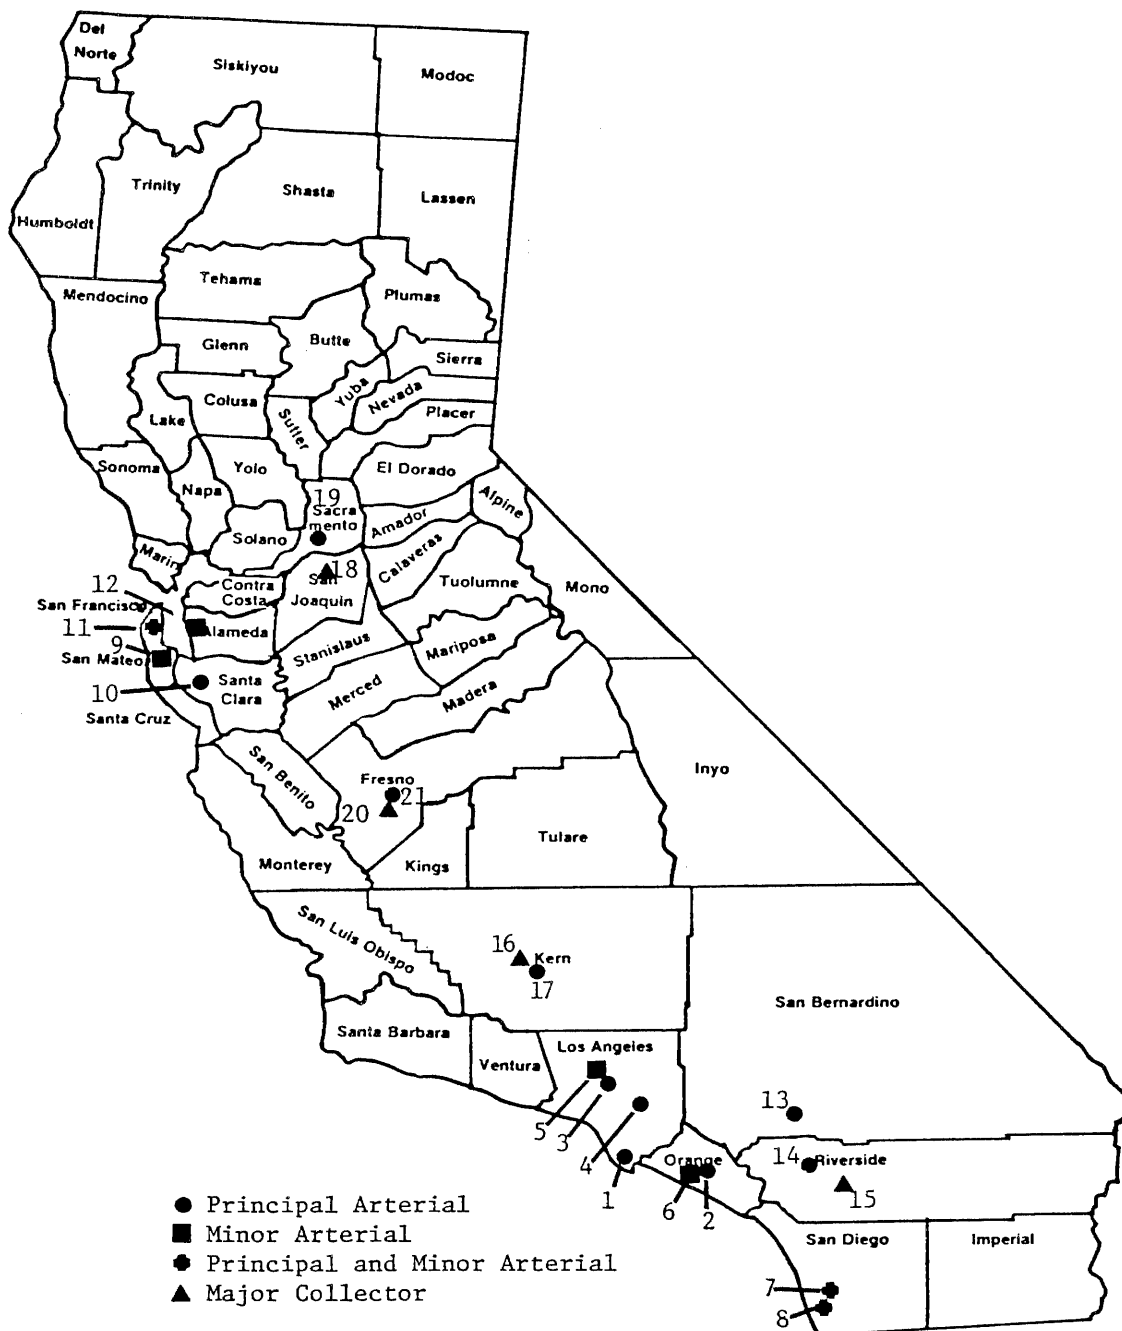 Del
Norte
Siskiyou
Modoc
Trinity
Shasta
Lassen
Humboldt
Tehama
Mendocino
Plumas
Glenn
Butte
Sierra
Yuba
Nevada
Colusa
Lake
Sutter
Placer
Sonoma
Yolo
El Dorado
Napa
19
Alpine
Sacra
mento
Amador
Solano
Marin
Calaveras
18
San
Joaquin
Contra
Costa
Tuolumne
Mono
12
San Francisco
11
Alameda
Stanislaus
Mariposa
9
San Mateo
10
Santa
Clara
Merced
Madera
Santa Cruz
San Benito
Inyo
Fresno
21
20
Tulare
Monterey
Kings
San Luis Obispo
16
Kern
17
San Bernardino
Santa Barbara
Los Angeles
Ventura
13
5
3
4
Orange
14
Riverside
15
1
6
2
San Diego
Imperial
7
8
Principal Arterial
Minor Arterial
Principal and Minor Arterial
Major Collector